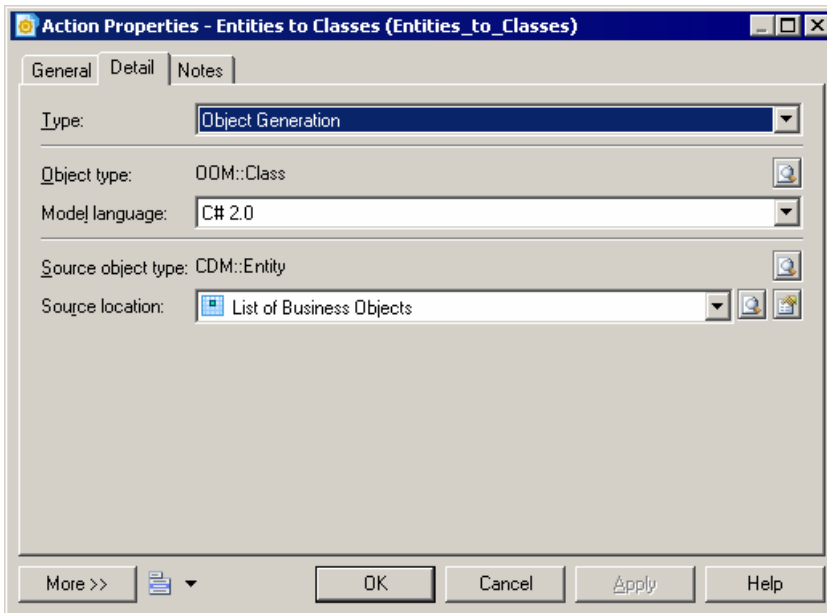 Action Properties - Entities to Classes (Entities_to_Classes)
General Detail Notes
Type: Object Generation
Object type: OOM::Class
Model language: C# 2.0
Source object type: CDM::Entity
Source location: List of Business Objects
More >> OK Cancel Apply Help